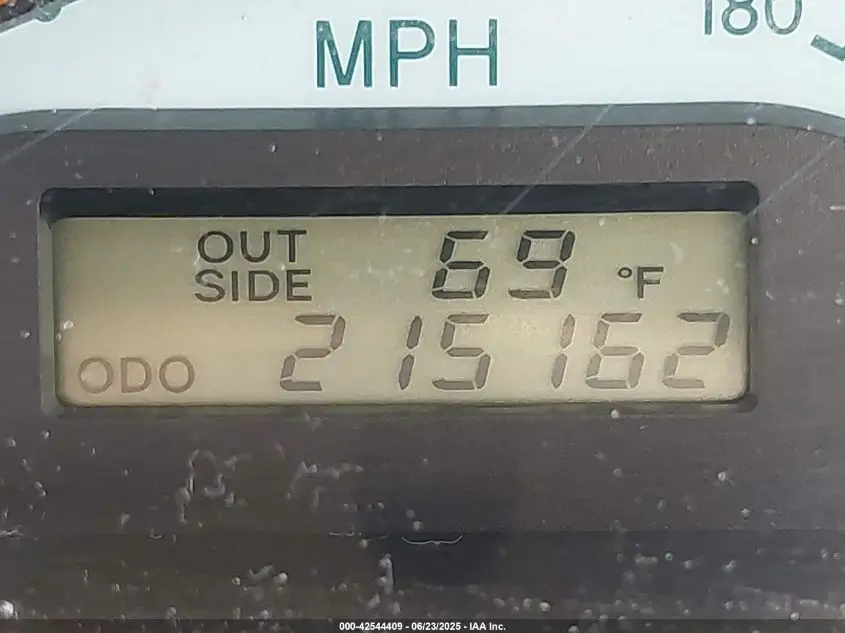 MPH
180
OUT SIDE 69 °F
ODO 215162
000-42544409 - 06/23/2025 - IAA Inc.